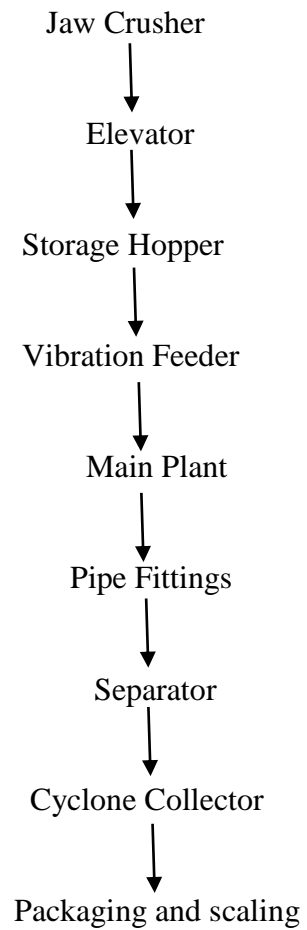 Jaw Crusher
Elevator
Storage Hopper
Vibration Feeder
Main Plant
Pipe Fittings
Separator
Cyclone Collector
Packaging and scaling